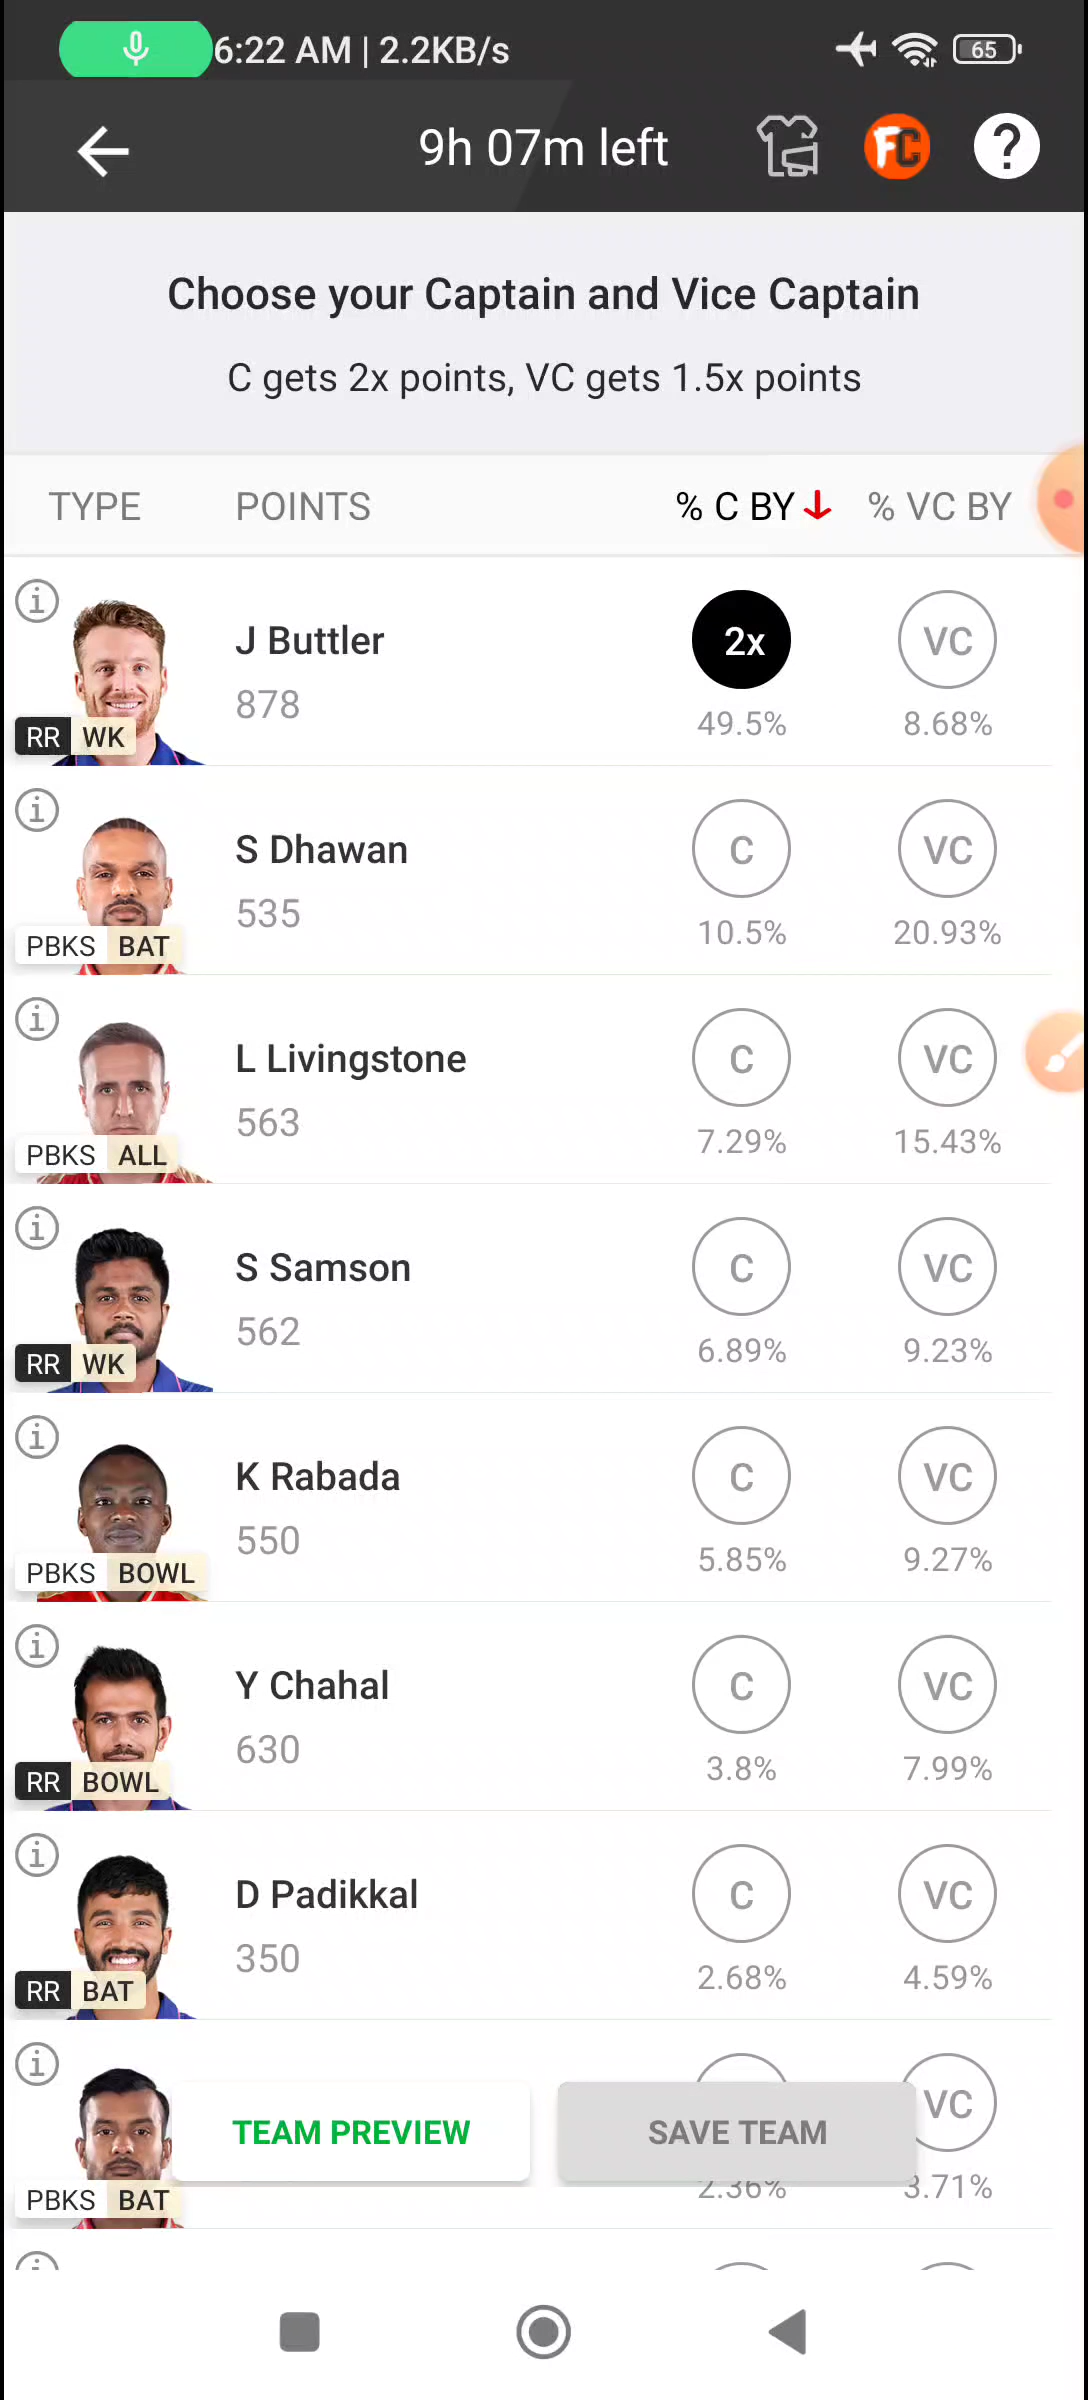 6:22 AM | 2.2KB/s 65
9h 07m left FC ?
Choose your Captain and Vice Captain
C gets 2x points, VC gets 1.5x points
TYPE POINTS % C BY % VC BY
J Buttler 2x VC
878 49.5% 8.68%
RR WK
S Dhawan C VC
535 10.5% 20.93%
PBKS BAT
L Livingstone C VC
563 7.29% 15.43%
PBKS ALL
S Samson C VC
562 6.89% 9.23%
RR WK
K Rabada C VC
550 5.85% 9.27%
PBKS BOWL
Y Chahal C VC
630 3.8% 7.99%
RR BOWL
D Padikkal C VC
350 2.68% 4.59%
RR BAT
VC
TEAM PREVIEW SAVE TEAM
2.36% 3.71%
PBKS BAT